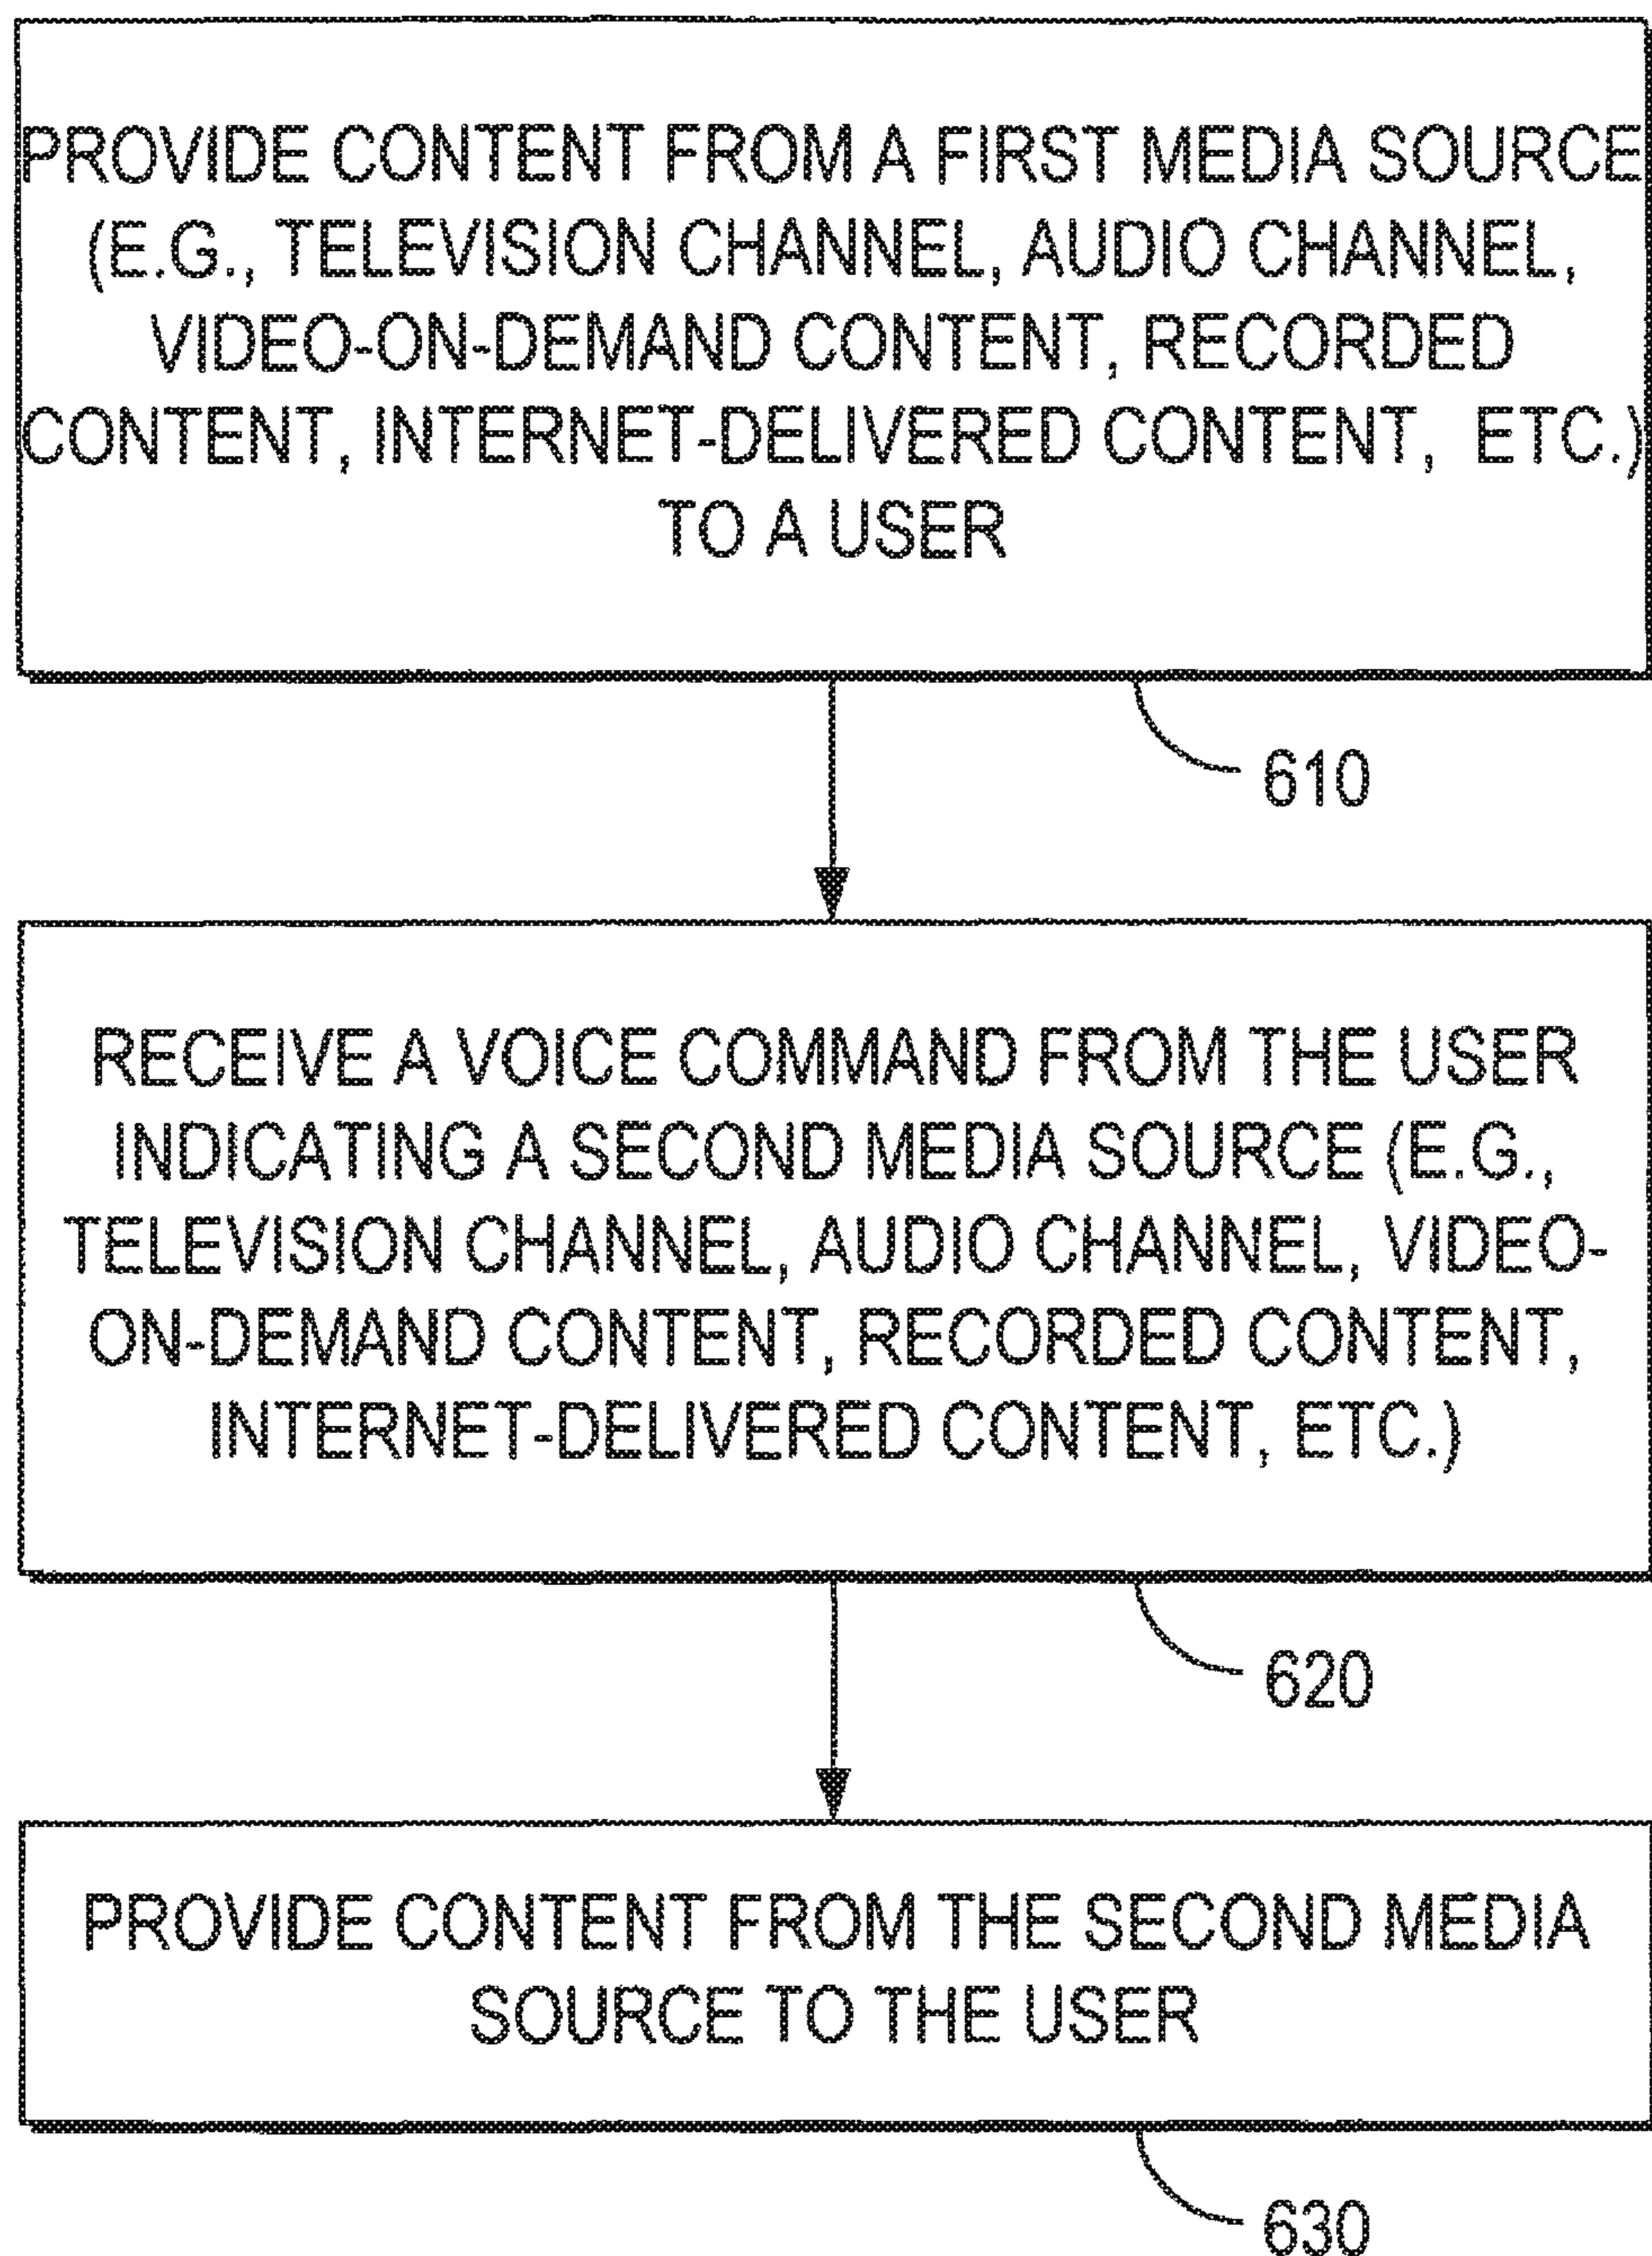 PROVIDE CONTENT FROM A FIRST MEDIA SOURCE
(E.G., TELEVISION CHANNEL, AUDIO CHANNEL,
VIDEO-ON-DEMAND CONTENT, RECORDED
CONTENT, INTERNET-DELIVERED CONTENT, ETC.)
TO A USER
610
RECEIVE A VOICE COMMAND FROM THE USER
INDICATING A SECOND MEDIA SOURCE (E.G.,
TELEVISION CHANNEL, AUDIO CHANNEL, VIDEO-
ON-DEMAND CONTENT, RECORDED CONTENT,
INTERNET-DELIVERED CONTENT, ETC.)
620
PROVIDE CONTENT FROM THE SECOND MEDIA
SOURCE TO THE USER
630